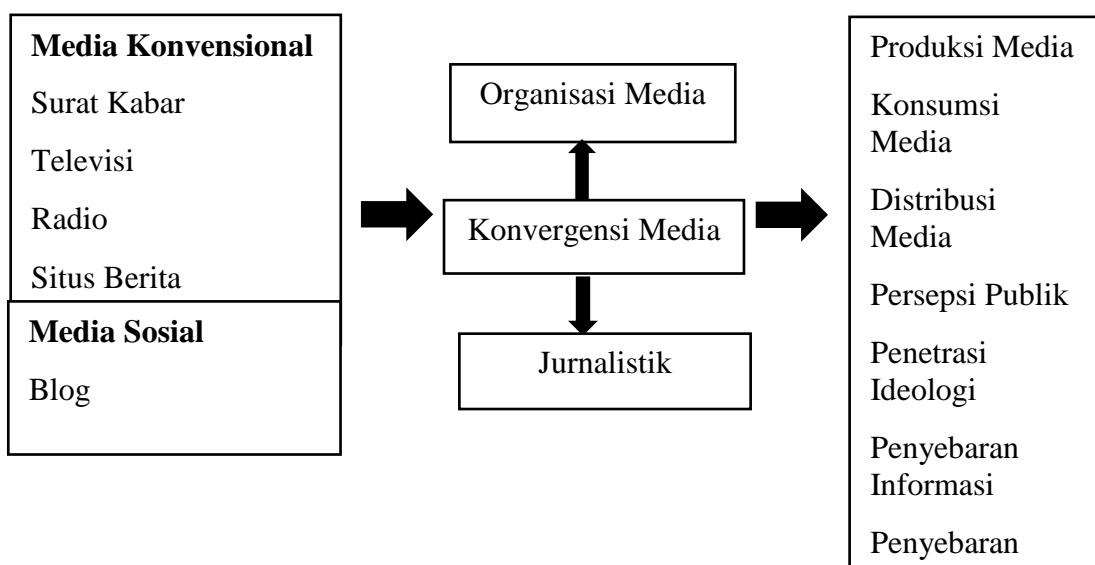 Media Konvensional
Surat Kabar
Televisi
Radio
Situs Berita
Media Sosial
Blog
Organisasi Media
Konvergensi Media
Jurnalistik
Produksi Media
Konsumsi
Media
Distribusi
Media
Persepsi Publik
Penetrasi
Ideologi
Penyebaran
Informasi
Penyebaran